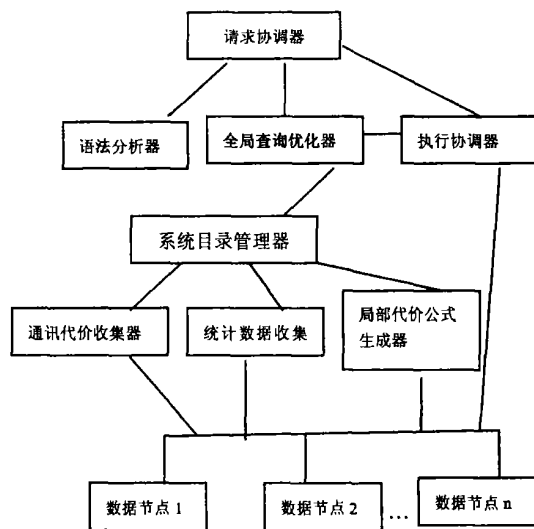 请求协调器
语法分析器
全局查询优化器
执行协调器
系统目录管理器
通讯代价收集器
统计数据收集
局部代价公式
生成器
数据节点 1
数据节点 2
...
数据节点 n